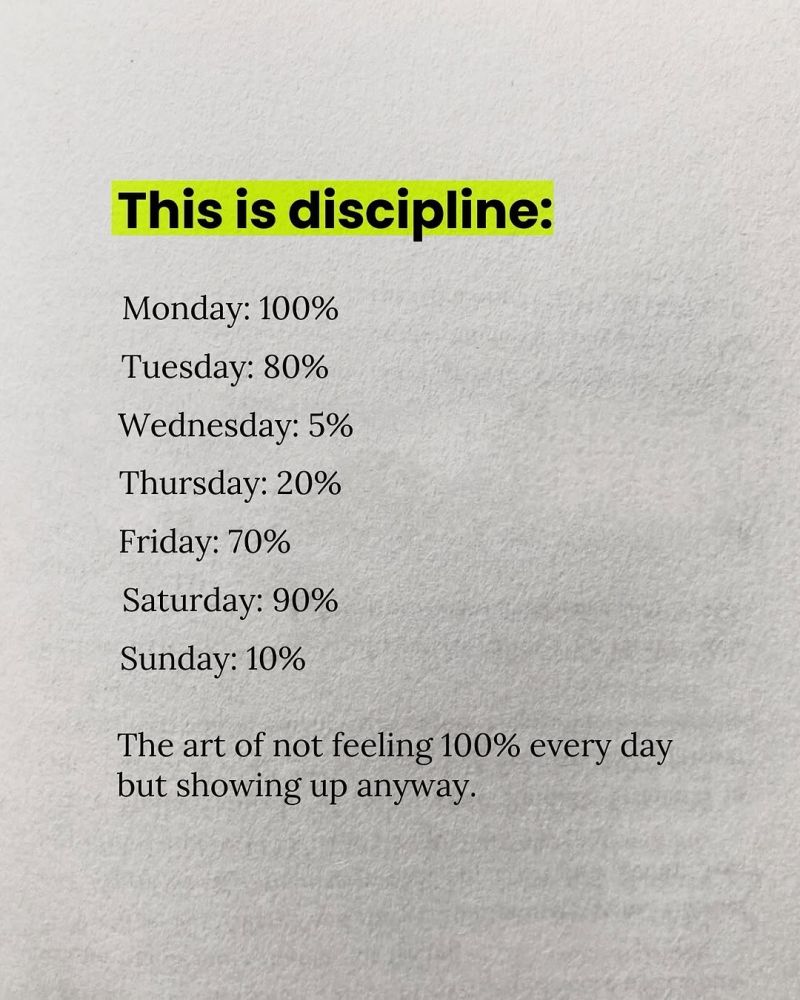 This is discipline:
Monday: 100%
Tuesday: 80%
Wednesday: 5%
Thursday: 20%
Friday: 70%
Saturday: 90%
Sunday: 10%
The art of not feeling 100% every day
but showing up anyway.